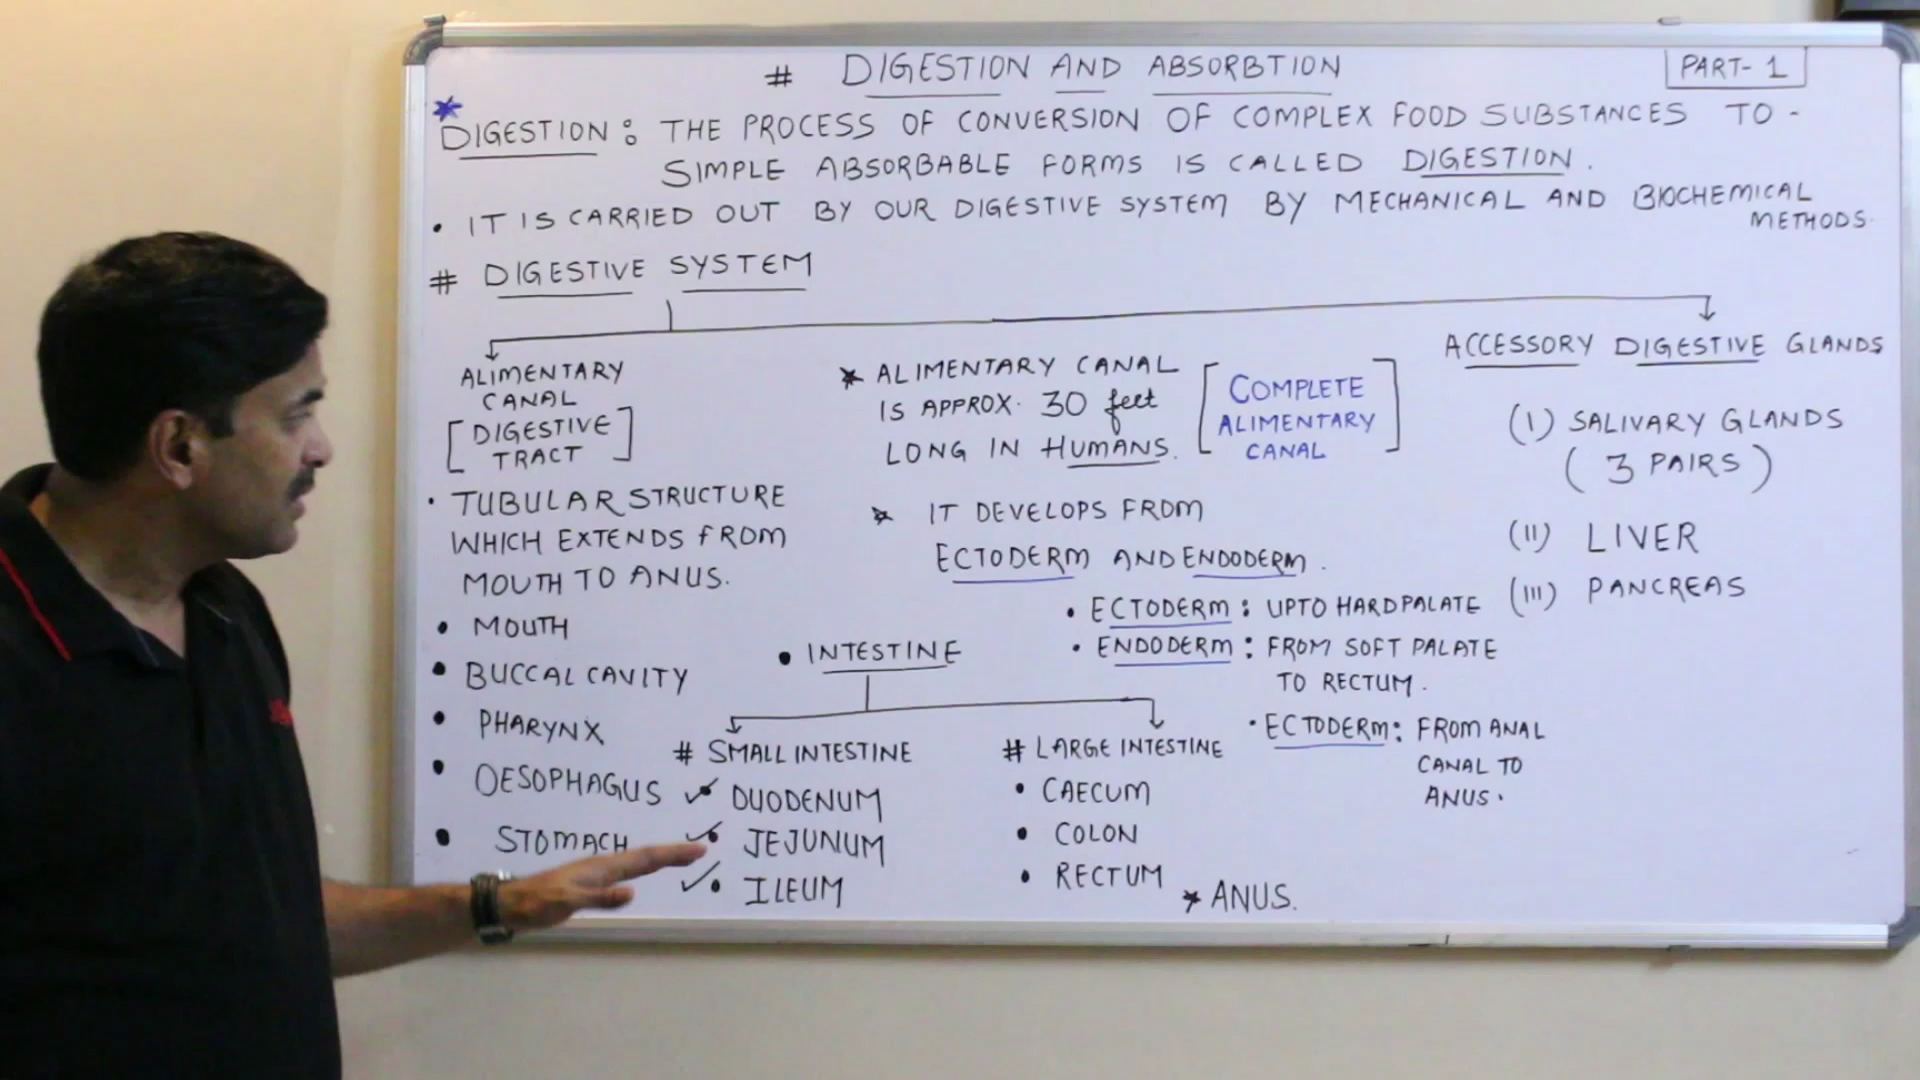 # DIGESTION AND ABSORBTION
PART-1
* DIGESTION : THE PROCESS OF CONVERSION OF COMPLEX FOOD SUBSTANCES TO -
SIMPLE ABSORBABLE FORMS IS CALLED DIGESTION.
• IT IS CARRIED OUT BY OUR DIGESTIVE SYSTEM BY MECHANICAL AND BIOCHEMICAL
METHODS.
# DIGESTIVE SYSTEM
ALIMENTARY
CANAL
[DIGESTIVE
TRACT]
• TUBULAR STRUCTURE
WHICH EXTENDS FROM
MOUTH TO ANUS.
• MOUTH
• BUCCAL CAVITY
• PHARYNX
• OESOPHAGUS
• STOMACH
* ALIMENTARY CANAL
IS APPROX. 30 feet
LONG IN HUMANS.
[COMPLETE
ALIMENTARY
CANAL]
* IT DEVELOPS FROM
ECTODERM AND ENDODERM.
• ECTODERM : UPTO HARD PALATE
• ENDODERM : FROM SOFT PALATE
TO RECTUM.
• ECTODERM : FROM ANAL
CANAL TO
ANUS.
• INTESTINE
# SMALL INTESTINE
✓• DUODENUM
✓• JEJUNUM
✓• ILEUM
# LARGE INTESTINE
• CAECUM
• COLON
• RECTUM
* ANUS.
ACCESSORY DIGESTIVE GLANDS
(I) SALIVARY GLANDS
(3 PAIRS)
(II) LIVER
(III) PANCREAS